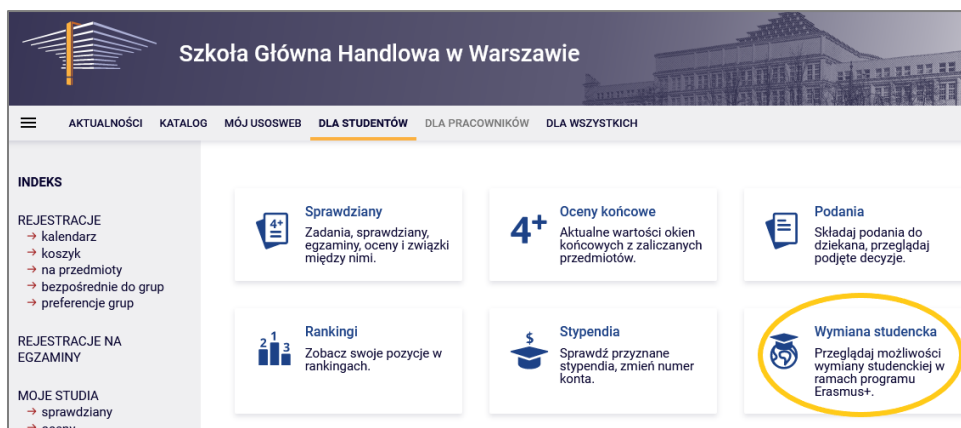 Szkoła Główna Handlowa w Warszawie
AKTUALNOŚCI KATALOG MÓJ USOSWEB DLA STUDENTÓW DLA PRACOWNIKÓW DLA WSZYSTKICH
INDEKS
REJESTRACJE
→ kalendarz
→ koszyk
→ na przedmioty
→ bezpośrednie do grup
→ preferencje grup
REJESTRACJE NA
EGZAMINY
MOJE STUDIA
→ sprawdziany
4+
Sprawdziany
Zadania, sprawdziany,
egzaminy, oceny i związki
między nimi.
4+
Oceny końcowe
Aktualne wartości okien
końcowych z zaliczanych
przedmiotów.
Podania
Składaj podania do
dziekana, przeglądaj
podjęte decyzje.
2 1 3
Rankingi
Zobacz swoje pozycje w
rankingach.
$
Stypendia
Sprawdź przyznane
stypendia, zmień numer
konta.
Wymiana studencka
Przeglądaj możliwości
wymiany studenckiej w
ramach programu
Erasmus+.